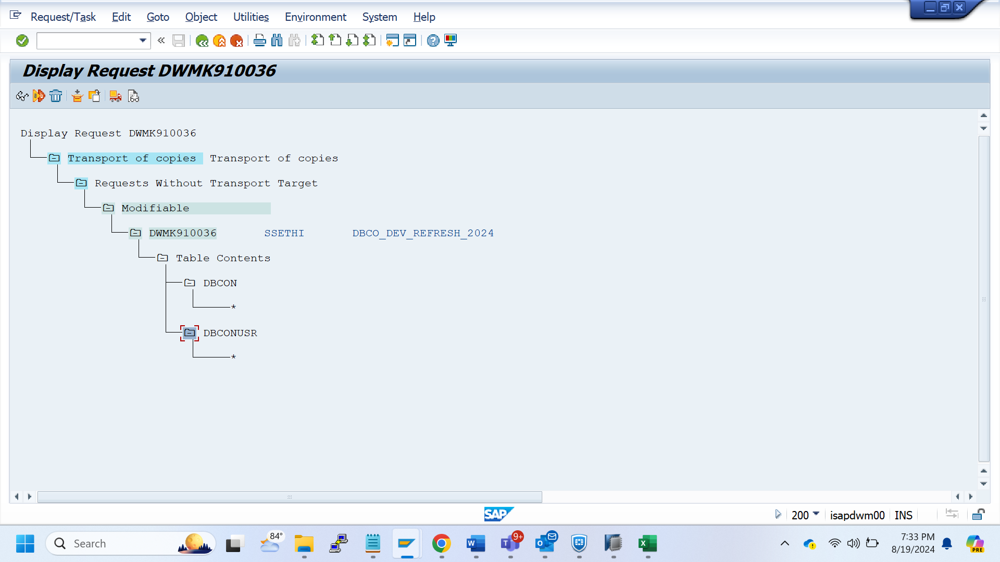 Request/Task Edit Goto Object Utilities Environment System Help
Display Request DWMK910036
Display Request DWMK910036
Transport of copies Transport of copies
Requests Without Transport Target
Modifiable
DWMK910036 SSETHI DBCO_DEV_REFRESH_2024
Table Contents
DBCON
*
DBCONUSR
*
SAP
200 isapdwm00 INS
Search
84°
9+
PRE
7:33 PM
8/19/2024